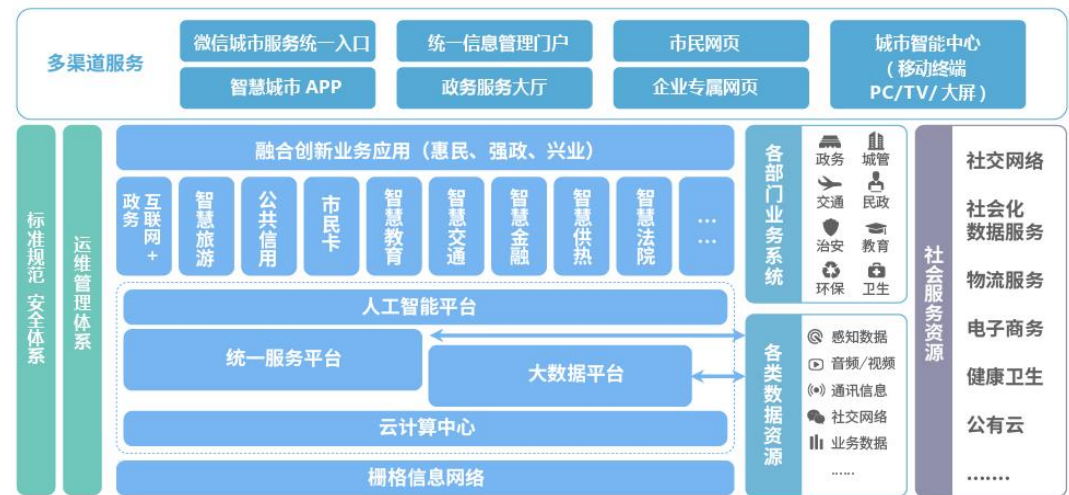 多渠道服务
微信城市服务统一入口
统一信息管理门户
市民网页
智慧城市 APP
政务服务大厅
企业专属网页
城市智能中心
（移动终端
PC/TV/大屏）
标准规范 安全体系
运维管理体系
融合创新业务应用（惠民、强政、兴业）
互联网+
政务
智慧旅游
公共信用
市民卡
智慧教育
智慧交通
智慧金融
智慧供热
智慧法院
……
人工智能平台
统一服务平台
大数据平台
云计算中心
栅格信息网络
各部门业务系统
政务
城管
交通
民政
治安
教育
环保
卫生
各类数据资源
感知数据
音频/视频
通讯信息
社交网络
业务数据
……
社会服务资源
社交网络
社会化
数据服务
物流服务
电子商务
健康卫生
公有云
.......